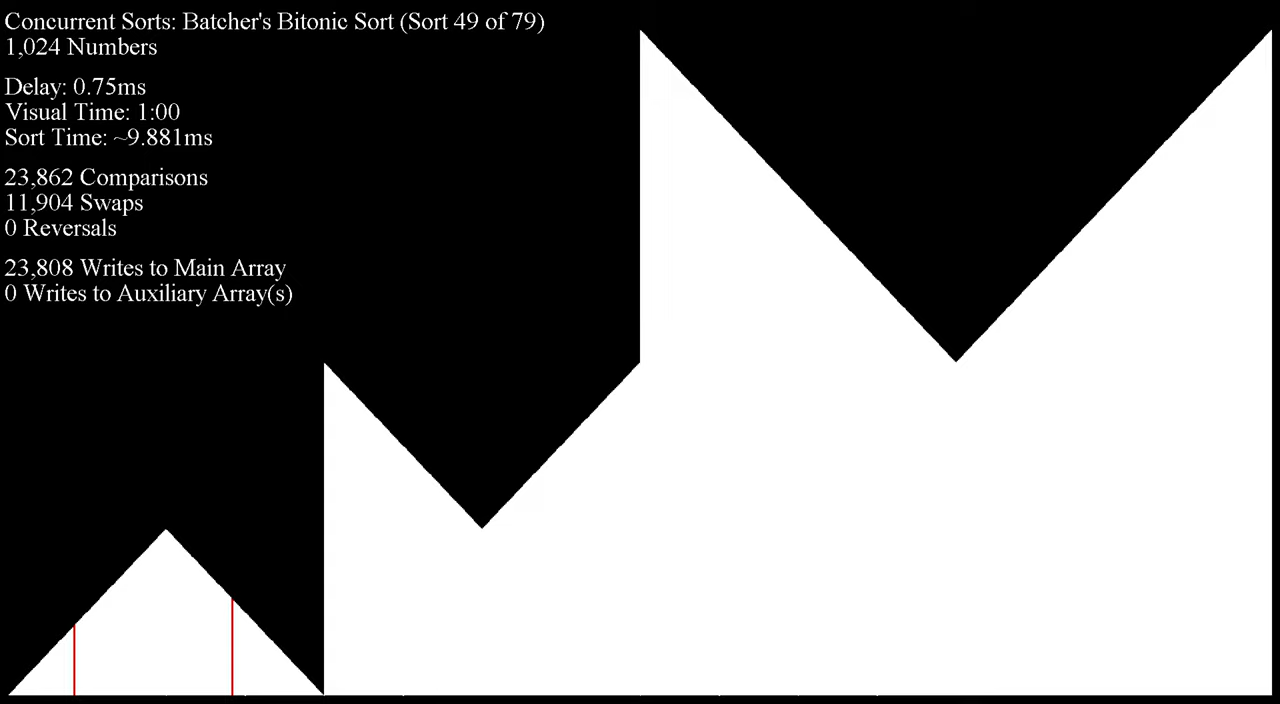 Concurrent Sorts: Batcher's Bitonic Sort (Sort 49 of 79)
1,024 Numbers
Delay: 0.75ms
Visual Time: 1:00
Sort Time: ~9.881ms
23,862 Comparisons
11,904 Swaps
0 Reversals
23,808 Writes to Main Array
0 Writes to Auxiliary Array(s)